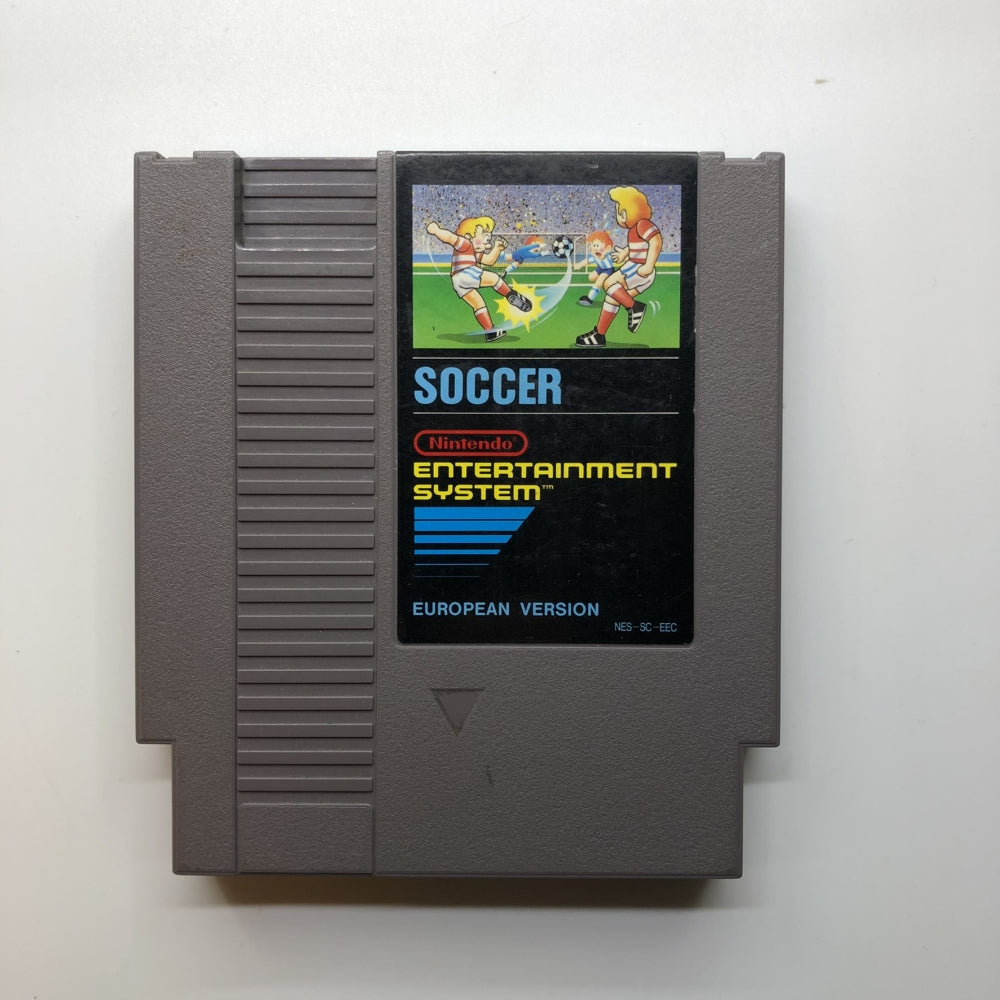 SOCCER
Nintendo®
ENTERTAINMENT
SYSTEM™
EUROPEAN VERSION
NES-SC-EEC